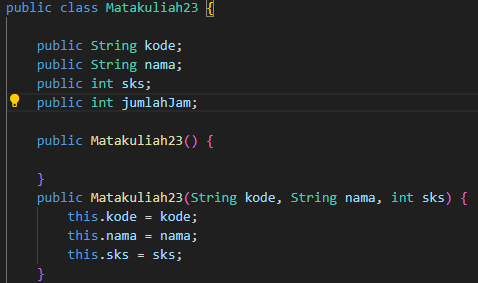 public class Matakuliah23 {
public String kode;
public String nama;
public int sks;
public int jumlahJam;
public Matakuliah23() {
}
public Matakuliah23(String kode, String nama, int sks) {
this.kode = kode;
this.nama = nama;
this.sks = sks;
}